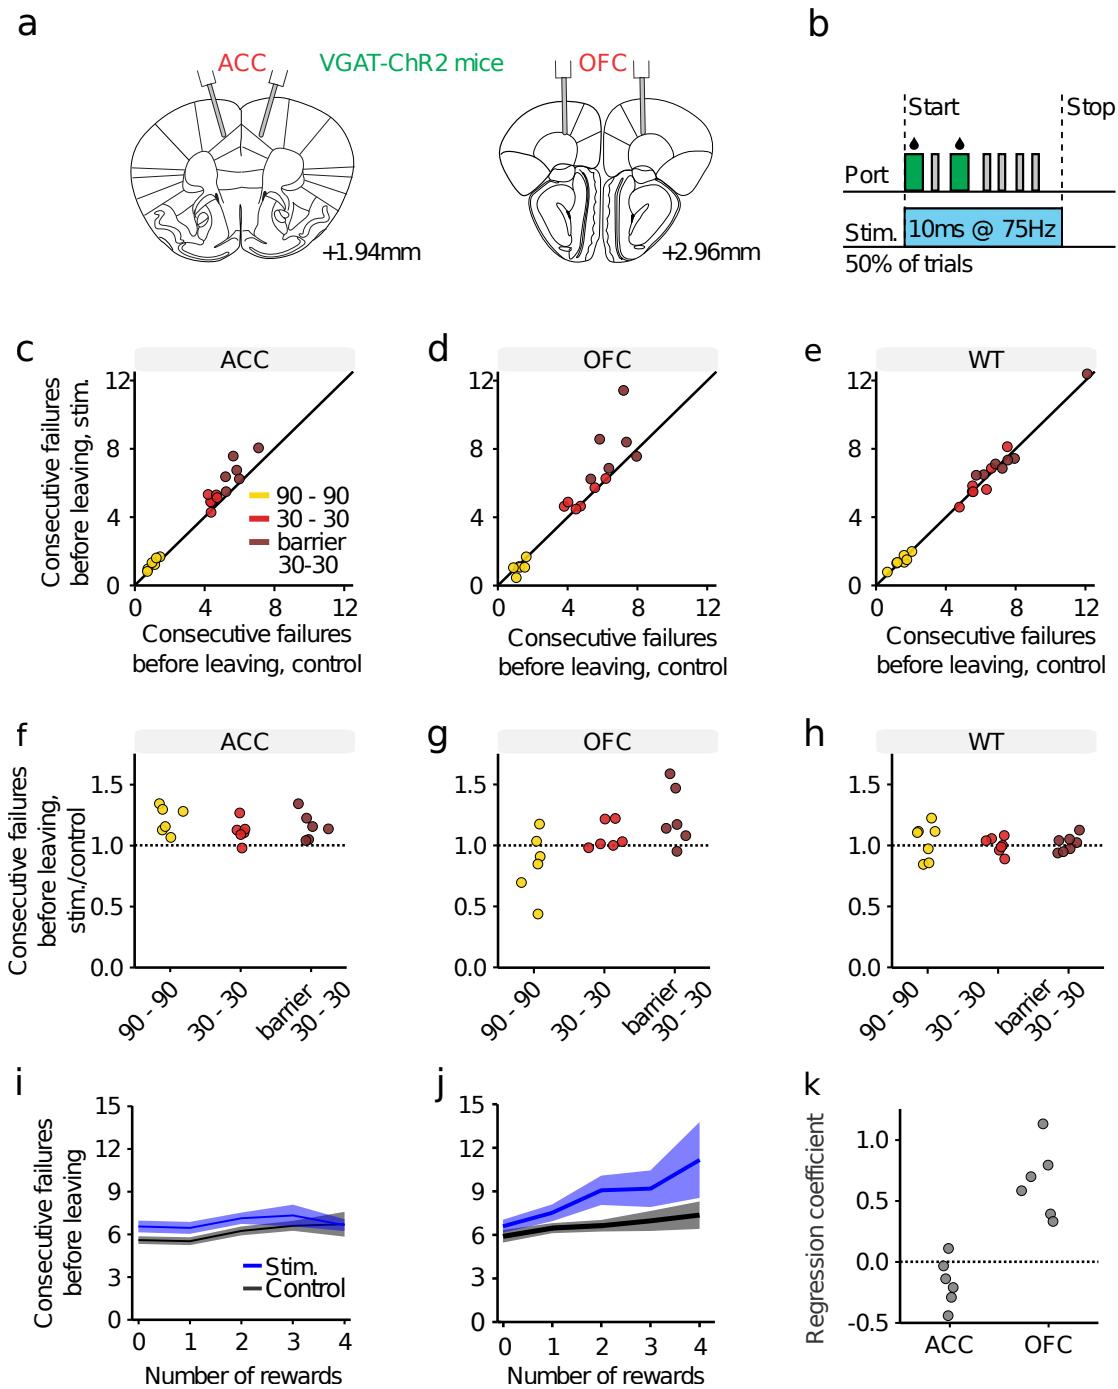 a
ACC
VGAT-ChR2 mice
OFC
+1.94mm
+2.96mm
b
Start
Stop
Port
Stim.
10ms @ 75Hz
50% of trials
c
ACC
Consecutive failures
before leaving, stim.
12
8
4
0
90 - 90
30 - 30
barrier
30-30
0 4 8 12
Consecutive failures
before leaving, control
d
OFC
12
8
4
0
0 4 8 12
Consecutive failures
before leaving, control
e
WT
12
8
4
0
0 4 8 12
Consecutive failures
before leaving, control
f
ACC
Consecutive failures
before leaving,
stim./control
1.5
1.0
0.5
0.0
90 - 90
30 - 30
barrier
30 - 30
g
OFC
1.5
1.0
0.5
0.0
90 - 90
30 - 30
barrier
30 - 30
h
WT
1.5
1.0
0.5
0.0
90 - 90
30 - 30
barrier
30 - 30
i
Consecutive failures
before leaving
15
12
9
6
3
0
Stim.
Control
0 1 2 3 4
Number of rewards
j
15
12
9
6
3
0
0 1 2 3 4
Number of rewards
k
Regression coefficient
1.0
0.5
0.0
-0.5
ACC
OFC